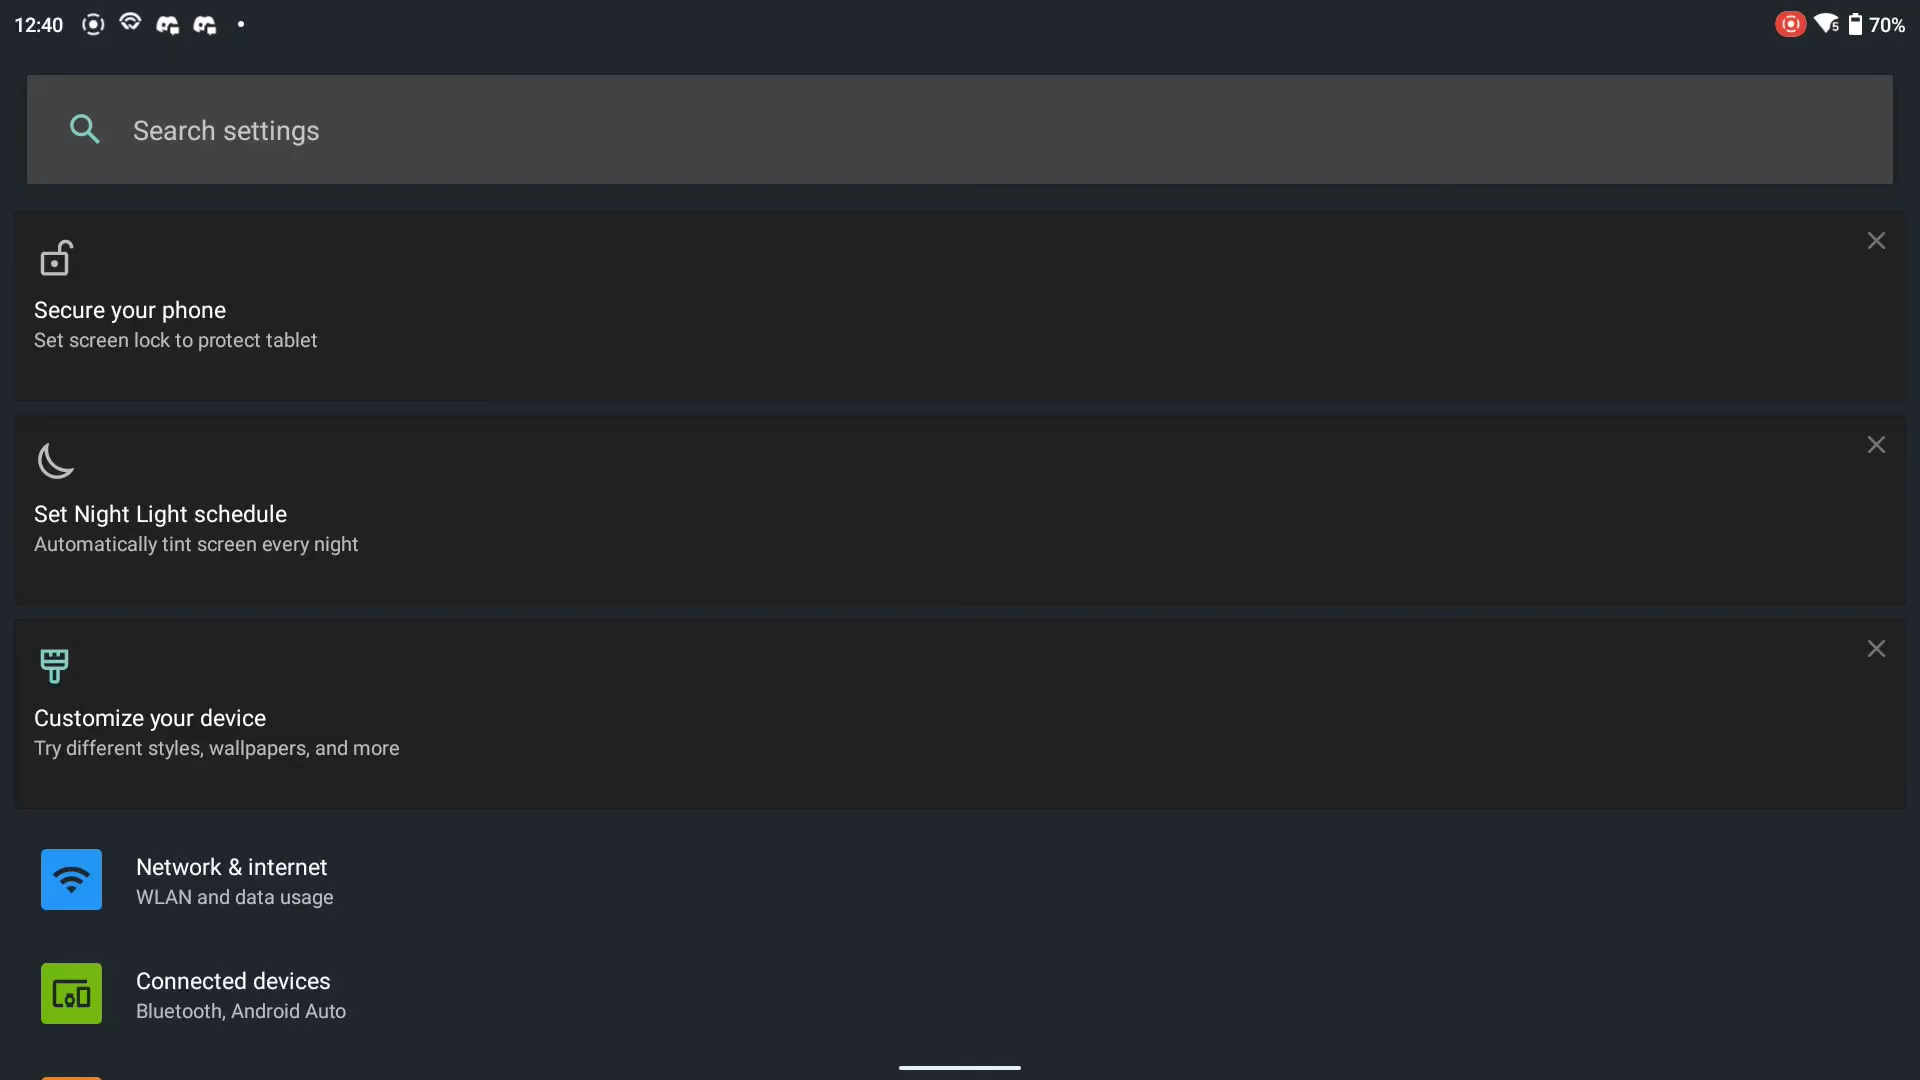 12:40
5
70%
Search settings
Secure your phone
Set screen lock to protect tablet
Set Night Light schedule
Automatically tint screen every night
Customize your device
Try different styles, wallpapers, and more
Network & internet
WLAN and data usage
Connected devices
Bluetooth, Android Auto